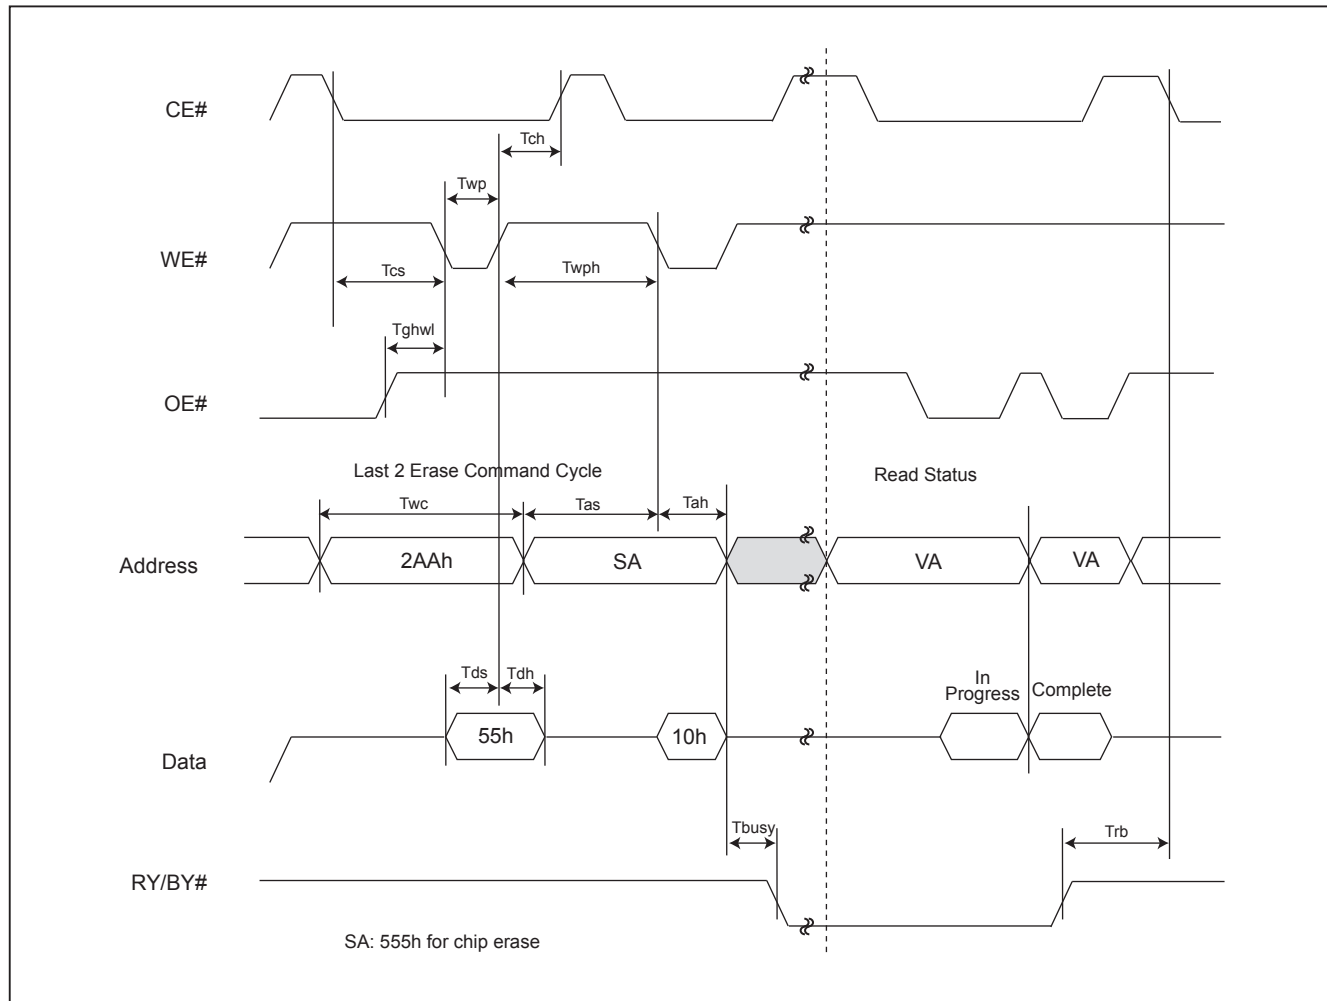 CE#
Tch
Twp
WE#
Tcs
Twph
Tghwl
OE#
Last 2 Erase Command Cycle
Read Status
Twc
Tas
Tah
Address
2AAh
SA
VA
VA
Tds
Tdh
In
Progress
Complete
55h
10h
Data
Tbusy
Trb
RY/BY#
SA: 555h for chip erase